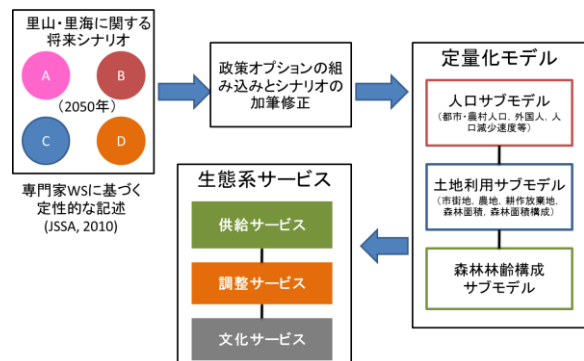 里山・里海に関する
将来シナリオ
A
B
（2050年）
C
D
専門家WSに基づく
定性的な記述
(JSSA, 2010)
政策オプションの組
み込みとシナリオの
加筆修正
定量化モデル
人口サブモデル
（都市・農村人口，外国人，人
口減少速度等）
土地利用サブモデル
（市街地，農地，耕作放棄地，
森林面積，森林面積構成）
森林林齢構成
サブモデル
生態系サービス
供給サービス
調整サービス
文化サービス